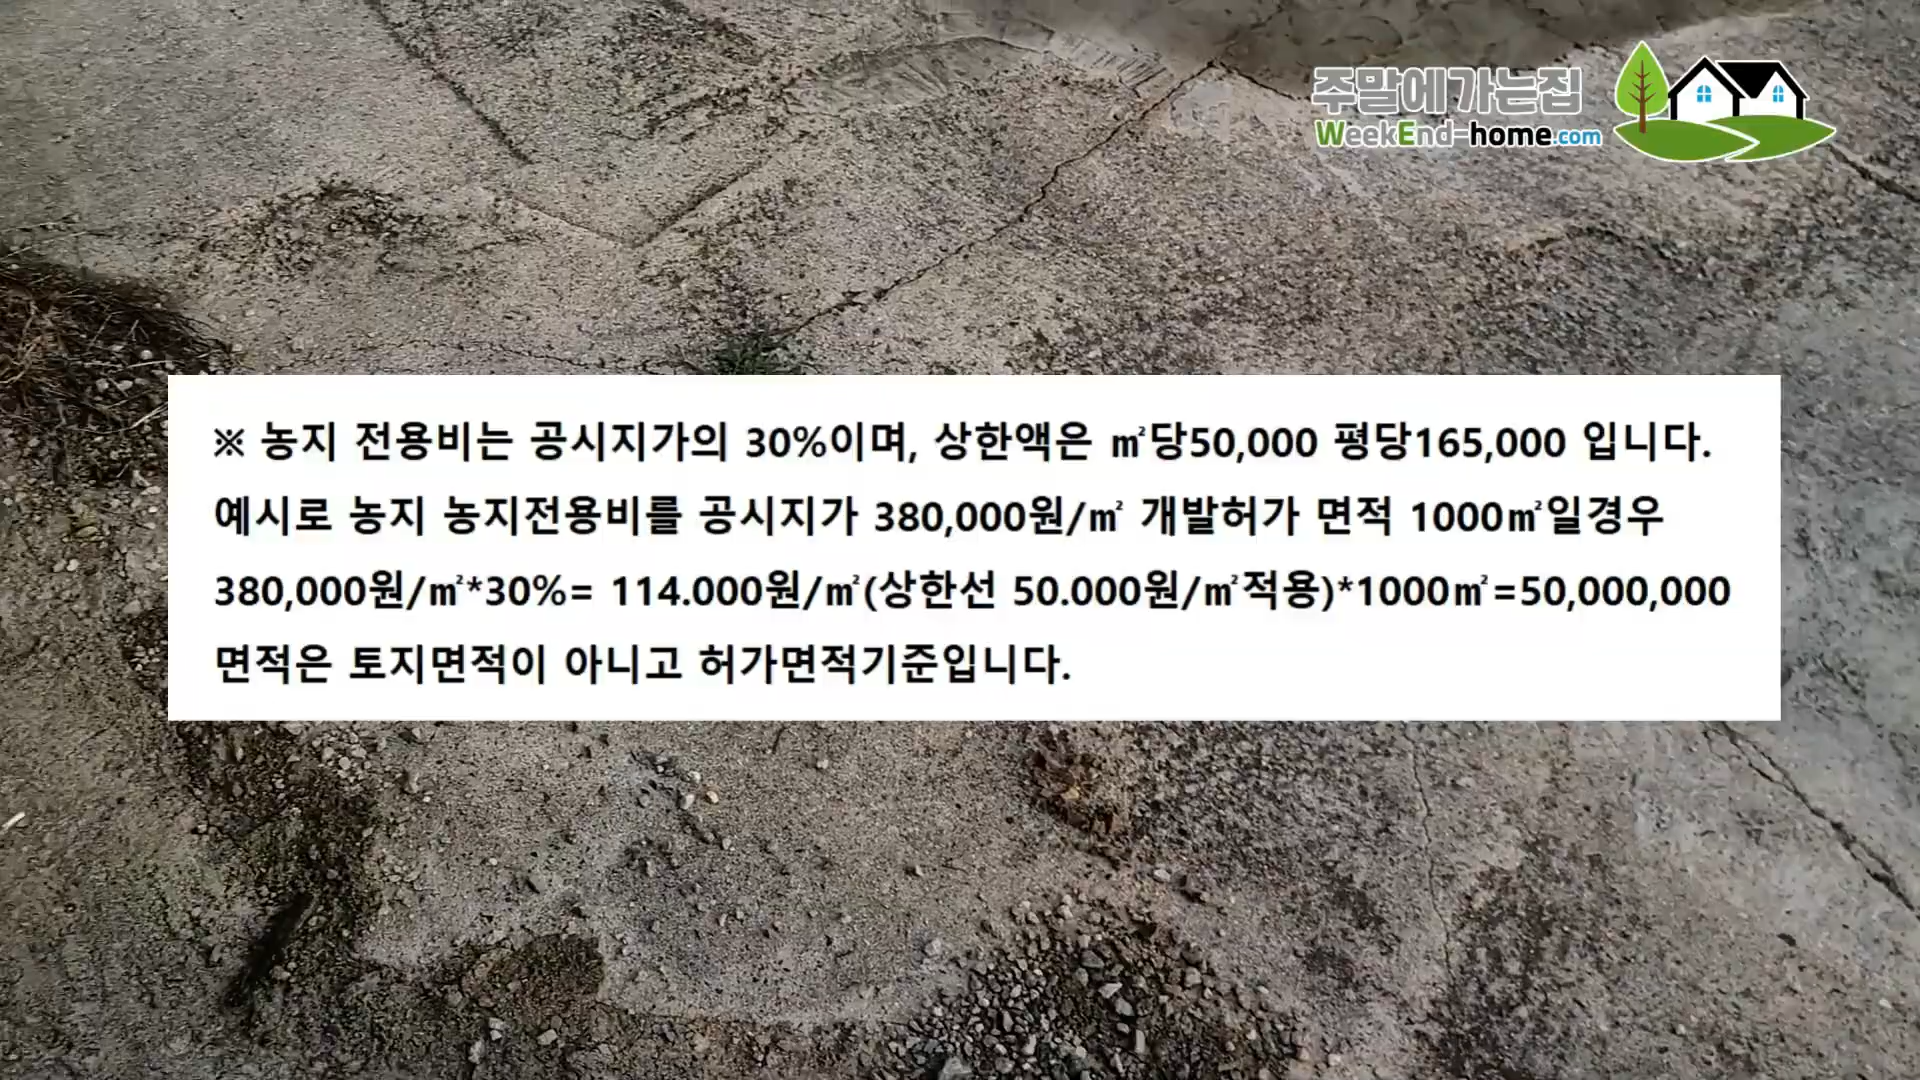 주말에가는집
WeekEnd-home.com
※ 농지 전용비는 공시지가의 30%이며, 상한액은 ㎡당50,000 평당165,000 입니다.
예시로 농지 농지전용비를 공시지가 380,000원/㎡ 개발허가 면적 1000㎡일경우
380,000원/㎡*30%= 114.000원/㎡(상한선 50.000원/㎡적용)*1000㎡=50,000,000
면적은 토지면적이 아니고 허가면적기준입니다.